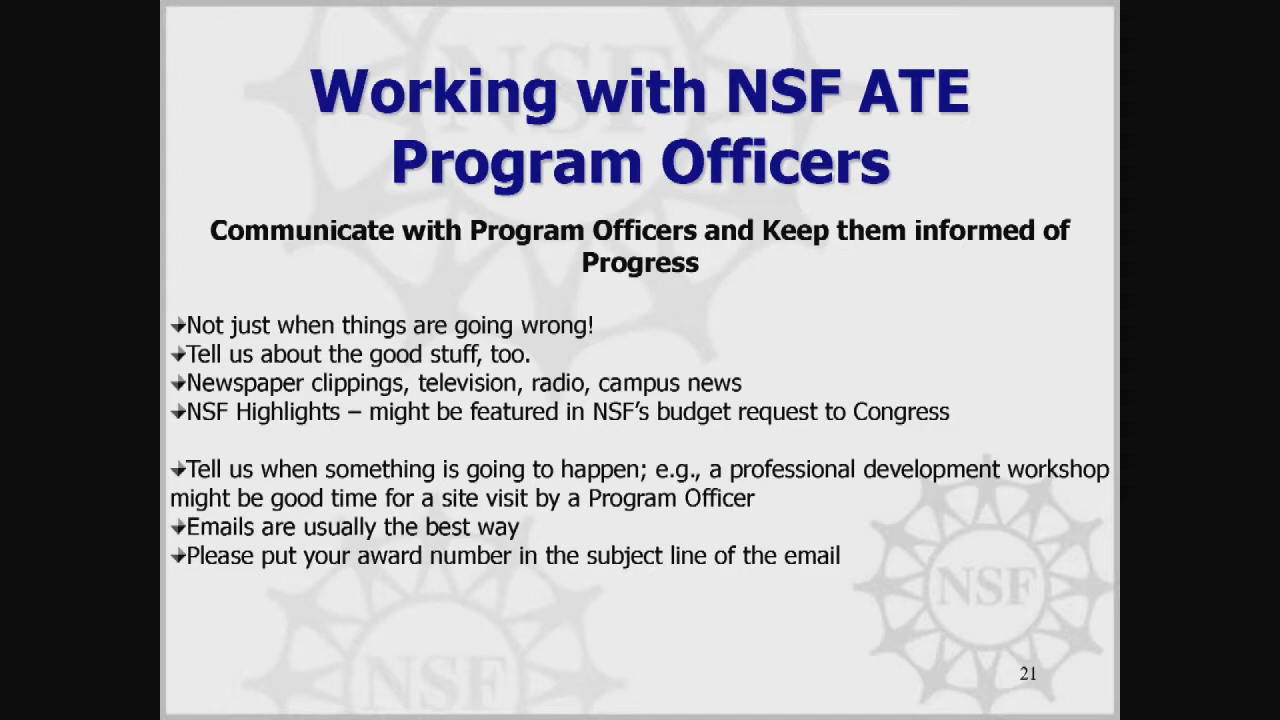 Working with NSF ATE
Program Officers
Communicate with Program Officers and Keep them informed of
Progress
Not just when things are going wrong!
Tell us about the good stuff, too.
Newspaper clippings, television, radio, campus news
NSF Highlights – might be featured in NSF's budget request to Congress
Tell us when something is going to happen; e.g., a professional development workshop
might be good time for a site visit by a Program Officer
Emails are usually the best way
Please put your award number in the subject line of the email
NSF
NSF
NSF
21